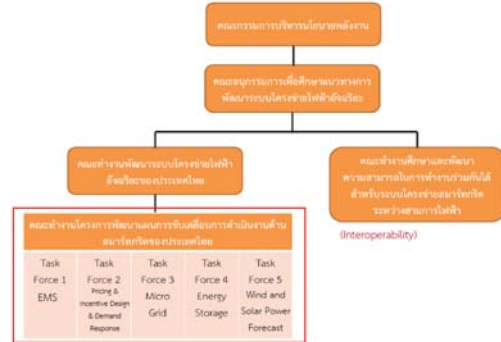 คณะกรรมการบริหารนโยบายพลังงาน
คณะอนุกรรมการเพื่อศึกษาแนวทางการ
พัฒนาระบบโครงข่ายไฟฟ้าอัจฉริยะ
คณะทำงานพัฒนาระบบโครงข่ายไฟฟ้า
อัจฉริยะของประเทศไทย
คณะทำงานศึกษาและพัฒนา
ความสามารถในการทำงานร่วมกันได้
สำหรับระบบโครงข่ายสมาร์ทกริด
ระหว่างสามการไฟฟ้า
(Interoperability)
คณะทำงานโครงการพัฒนาแผนการขับเคลื่อนการดำเนินงานด้าน
สมาร์ทกริดของประเทศไทย
Task
Force 1
EMS
Task
Force 2
Pricing &
Incentive Design
& Demand
Response
Task
Force 3
Micro
Grid
Task
Force 4
Energy
Storage
Task
Force 5
Wind and
Solar Power
Forecast